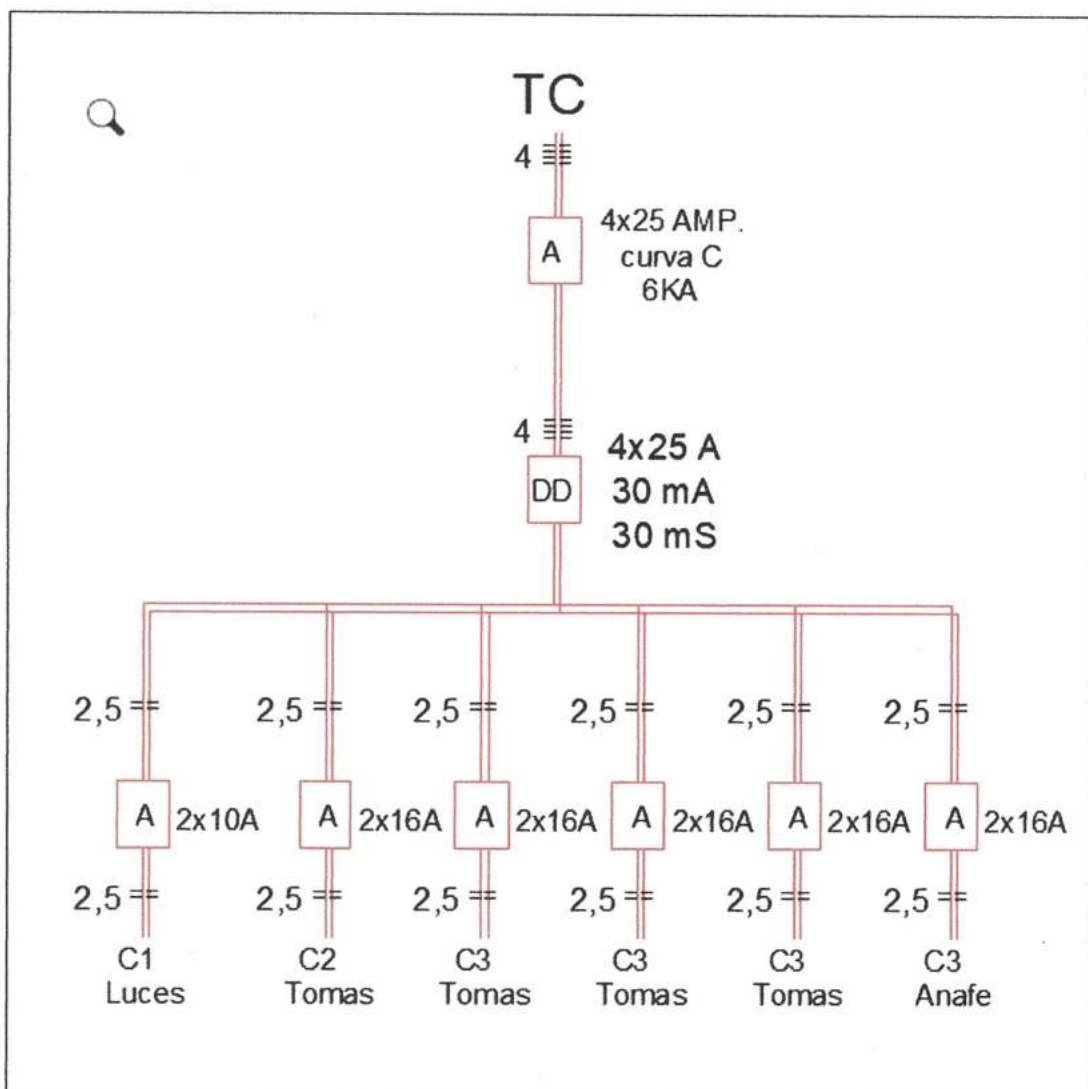 TC
4
A
4x25 AMP.
curva C
6KA
4
DD
4x25 A
30 mA
30 mS
2,5
2,5
2,5
2,5
2,5
2,5
A
2x10A
A
2x16A
A
2x16A
A
2x16A
A
2x16A
A
2x16A
2,5
2,5
2,5
2,5
2,5
2,5
C1
Luces
C2
Tomas
C3
Tomas
C3
Tomas
C3
Tomas
C3
Anafe